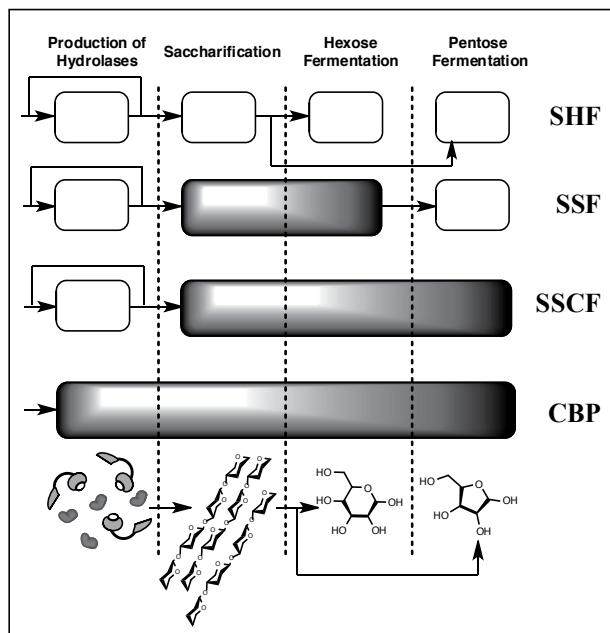 Production of
Hydrolases
Saccharification
Hexose
Fermentation
Pentose
Fermentation
SHF
SSF
SSCF
CBP
HO
O
HO
OH
OH
OH
HO
O
OH
HO
OH